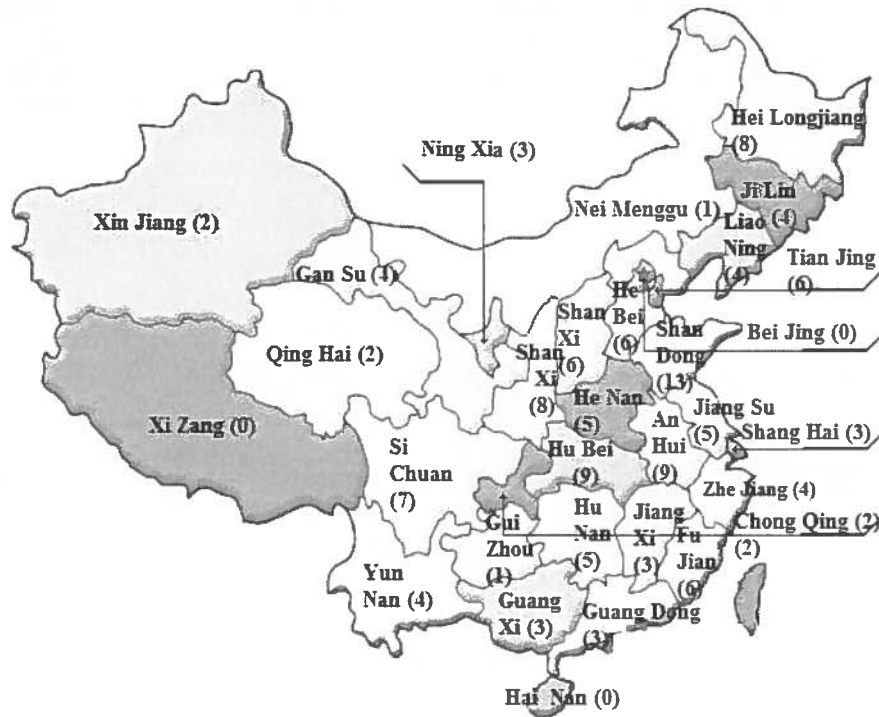 Hei Longjiang
(8)
Ning Xia (3)
Ji Lin
(4)
Xin Jiang (2)
Nei Menggu (1)
Liao
Ning
(4)
Tian Jing
(6)
Gan Su
He
Bei
(6)
Shan
Xi
(6)
Shan
Dong
(13)
Bei Jing (0)
Qing Hai (2)
Shan
Xi
(8)
He Nan
(5)
Jiang Su
(5)
Xi Zang (0)
An
Hui
(9)
Shang Hai (3)
Si
Chuan
(7)
Hu Bei
(9)
Zhe Jiang (4)
Hu
Nan
(5)
Jiang
Xi
(3)
Chong Qing (2)
(2)
Gui
Zhou
(1)
Fu
Jian
(6)
Yun
Nan (4)
Guang
Xi (3)
Guang Dong
(3)
Hai Nan (0)